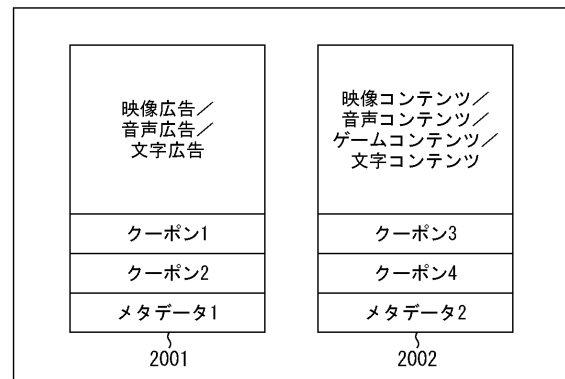 映像広告／
音声広告／
文字広告
クーポン1
クーポン2
メタデータ1
2001
映像コンテンツ／
音声コンテンツ／
ゲームコンテンツ／
文字コンテンツ
クーポン3
クーポン4
メタデータ2
2002